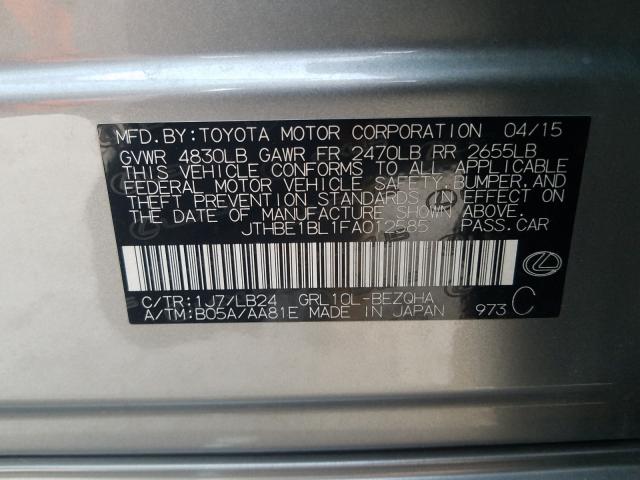 MFD.BY:TOYOTA MOTOR CORPORATION 04/15
GVWR 4830LB GAWR FR 2470LB RR 2655LB
THIS VEHICLE CONFORMS TO ALL APPLICABLE
FEDERAL MOTOR VEHICLE SAFETY,BUMPER,AND
THEFT PREVENTION STANDARDS IN EFFECT ON
THE DATE OF MANUFACTURE SHOWN ABOVE.
JTHBE1BL1FA012585 PASS.CAR
C/TR:1J7/LB24 GRL10L-BEZQHA
A/TM:B05A/AA81E MADE IN JAPAN 973 C